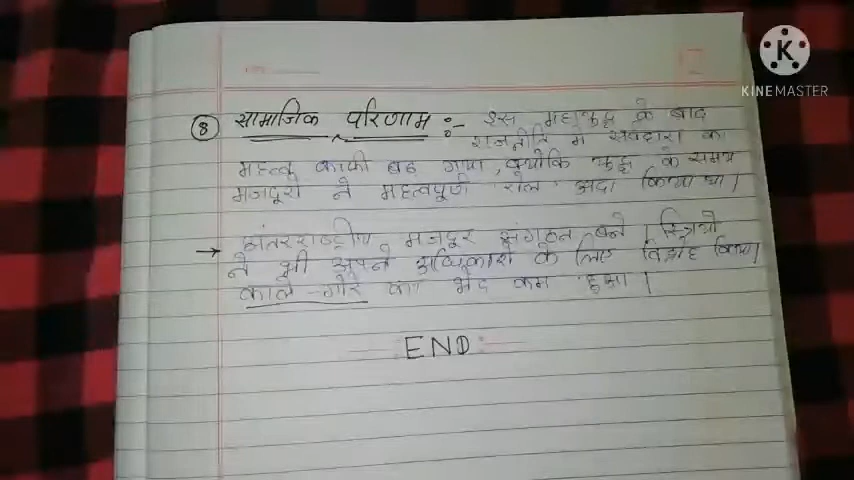 KINEMASTER
8 सामाजिक परिणाम :- इस महायुद्ध के बाद
राजनीति में सर्वहारा का
महत्व काफी बढ़ गया, क्योंकि युद्ध के समय
मजदूरों ने महत्वपूर्ण रोल अदा किया था।
→ अंतरराष्ट्रीय मजदूर संगठन बने। स्त्रियों
ने भी अपने अधिकारों के लिए विद्रोह किया।
काले-गोरे का भेद कम हुआ।
END